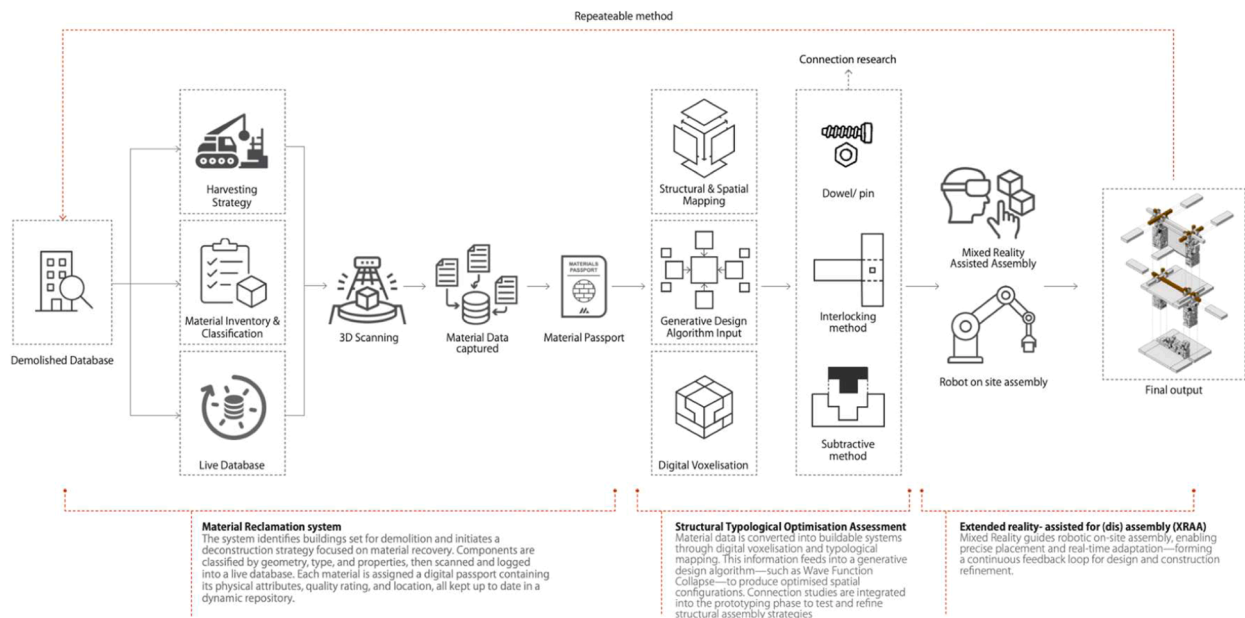 Repeateable method
Connection research
Harvesting
Strategy
Structural & Spatial
Mapping
Dowel/ pin
MATERIALS
PASSPORT
Mixed Reality
Assisted Assembly
Demolished Database
Material Inventory &
Classification
3D Scanning
Material Data
captured
Material Passport
Generative Design
Algorithm Input
Interlocking
method
Robot on site assembly
Final output
Live Database
Digital Voxelisation
Subtractive
method
Material Reclamation system
The system identifies buildings set for demolition and initiates a
deconstruction strategy focused on material recovery. Components are
classified by geometry, type, and properties, then scanned and logged
into a live database. Each material is assigned a digital passport containing
its physical attributes, quality rating, and location, all kept up to date in a
dynamic repository.
Structural Typological Optimisation Assessment
Material data is converted into buildable systems
through digital voxelisation and typological
mapping. This information feeds into a generative
design algorithm—such as Wave Function
Collapse—to produce optimised spatial
configurations. Connection studies are integrated
into the prototyping phase to test and refine
structural assembly strategies
Extended reality- assisted for (dis) assembly (XRAA)
Mixed Reality guides robotic on-site assembly, enabling
precise placement and real-time adaptation—forming
a continuous feedback loop for design and construction
refinement.